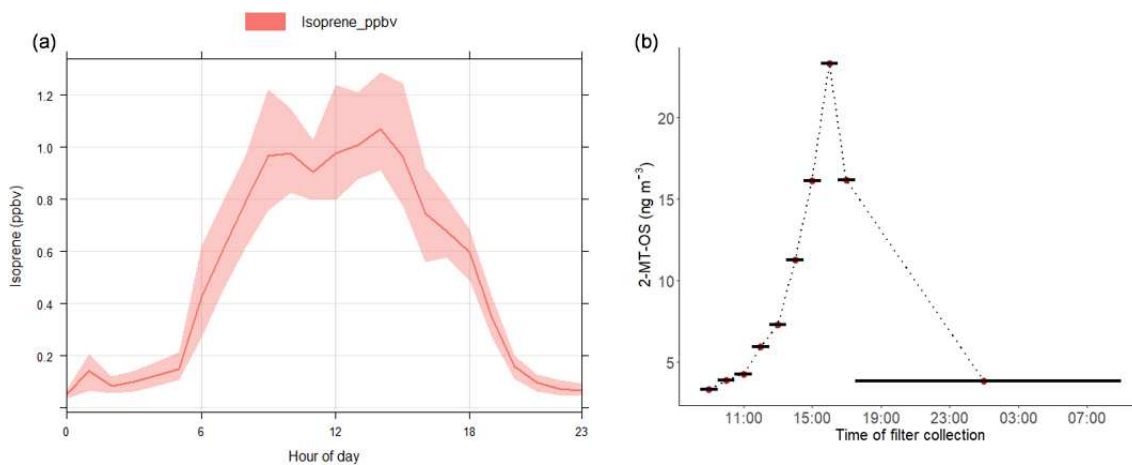 Isoprene_ppbv
(a)
Isoprene (ppbv)
1.2
1.0
0.8
0.6
0.4
0.2
0 6 12 18 23
Hour of day
(b)
2-MT-OS (ng m⁻³)
20
15
10
5
11:00 15:00 19:00 23:00 03:00 07:00
Time of filter collection